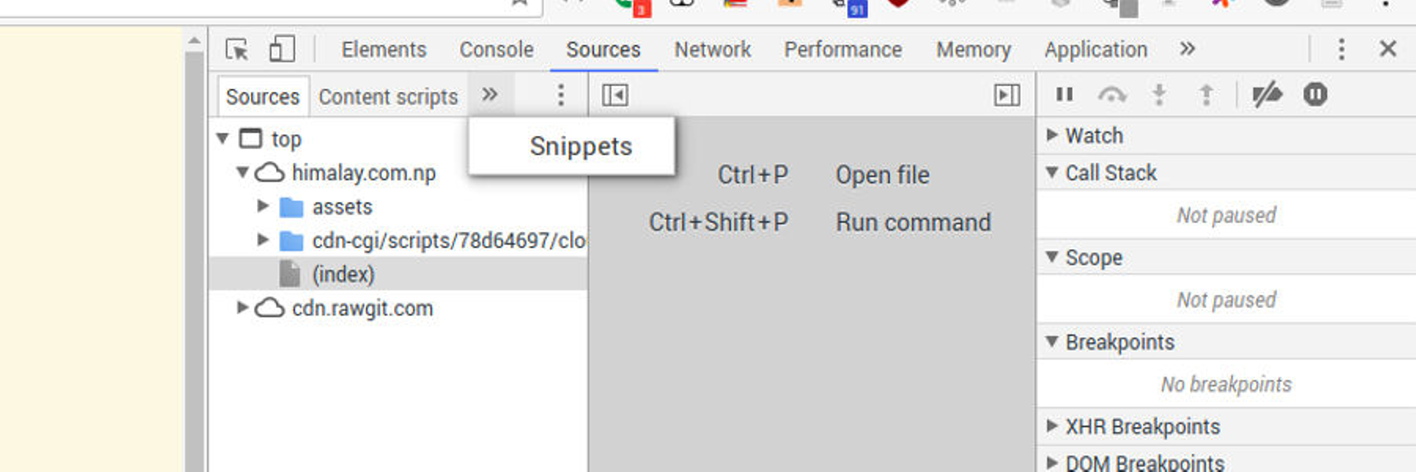 3
91
Elements Console Sources Network Performance Memory Application »
Sources Content scripts »
Snippets
top
himalay.com.np
assets
cdn-cgi/scripts/78d64697/clo
(index)
cdn.rawgit.com
Ctrl+P Open file
Ctrl+Shift+P Run command
Watch
Call Stack
Not paused
Scope
Not paused
Breakpoints
No breakpoints
XHR Breakpoints
DOM Breakpoints